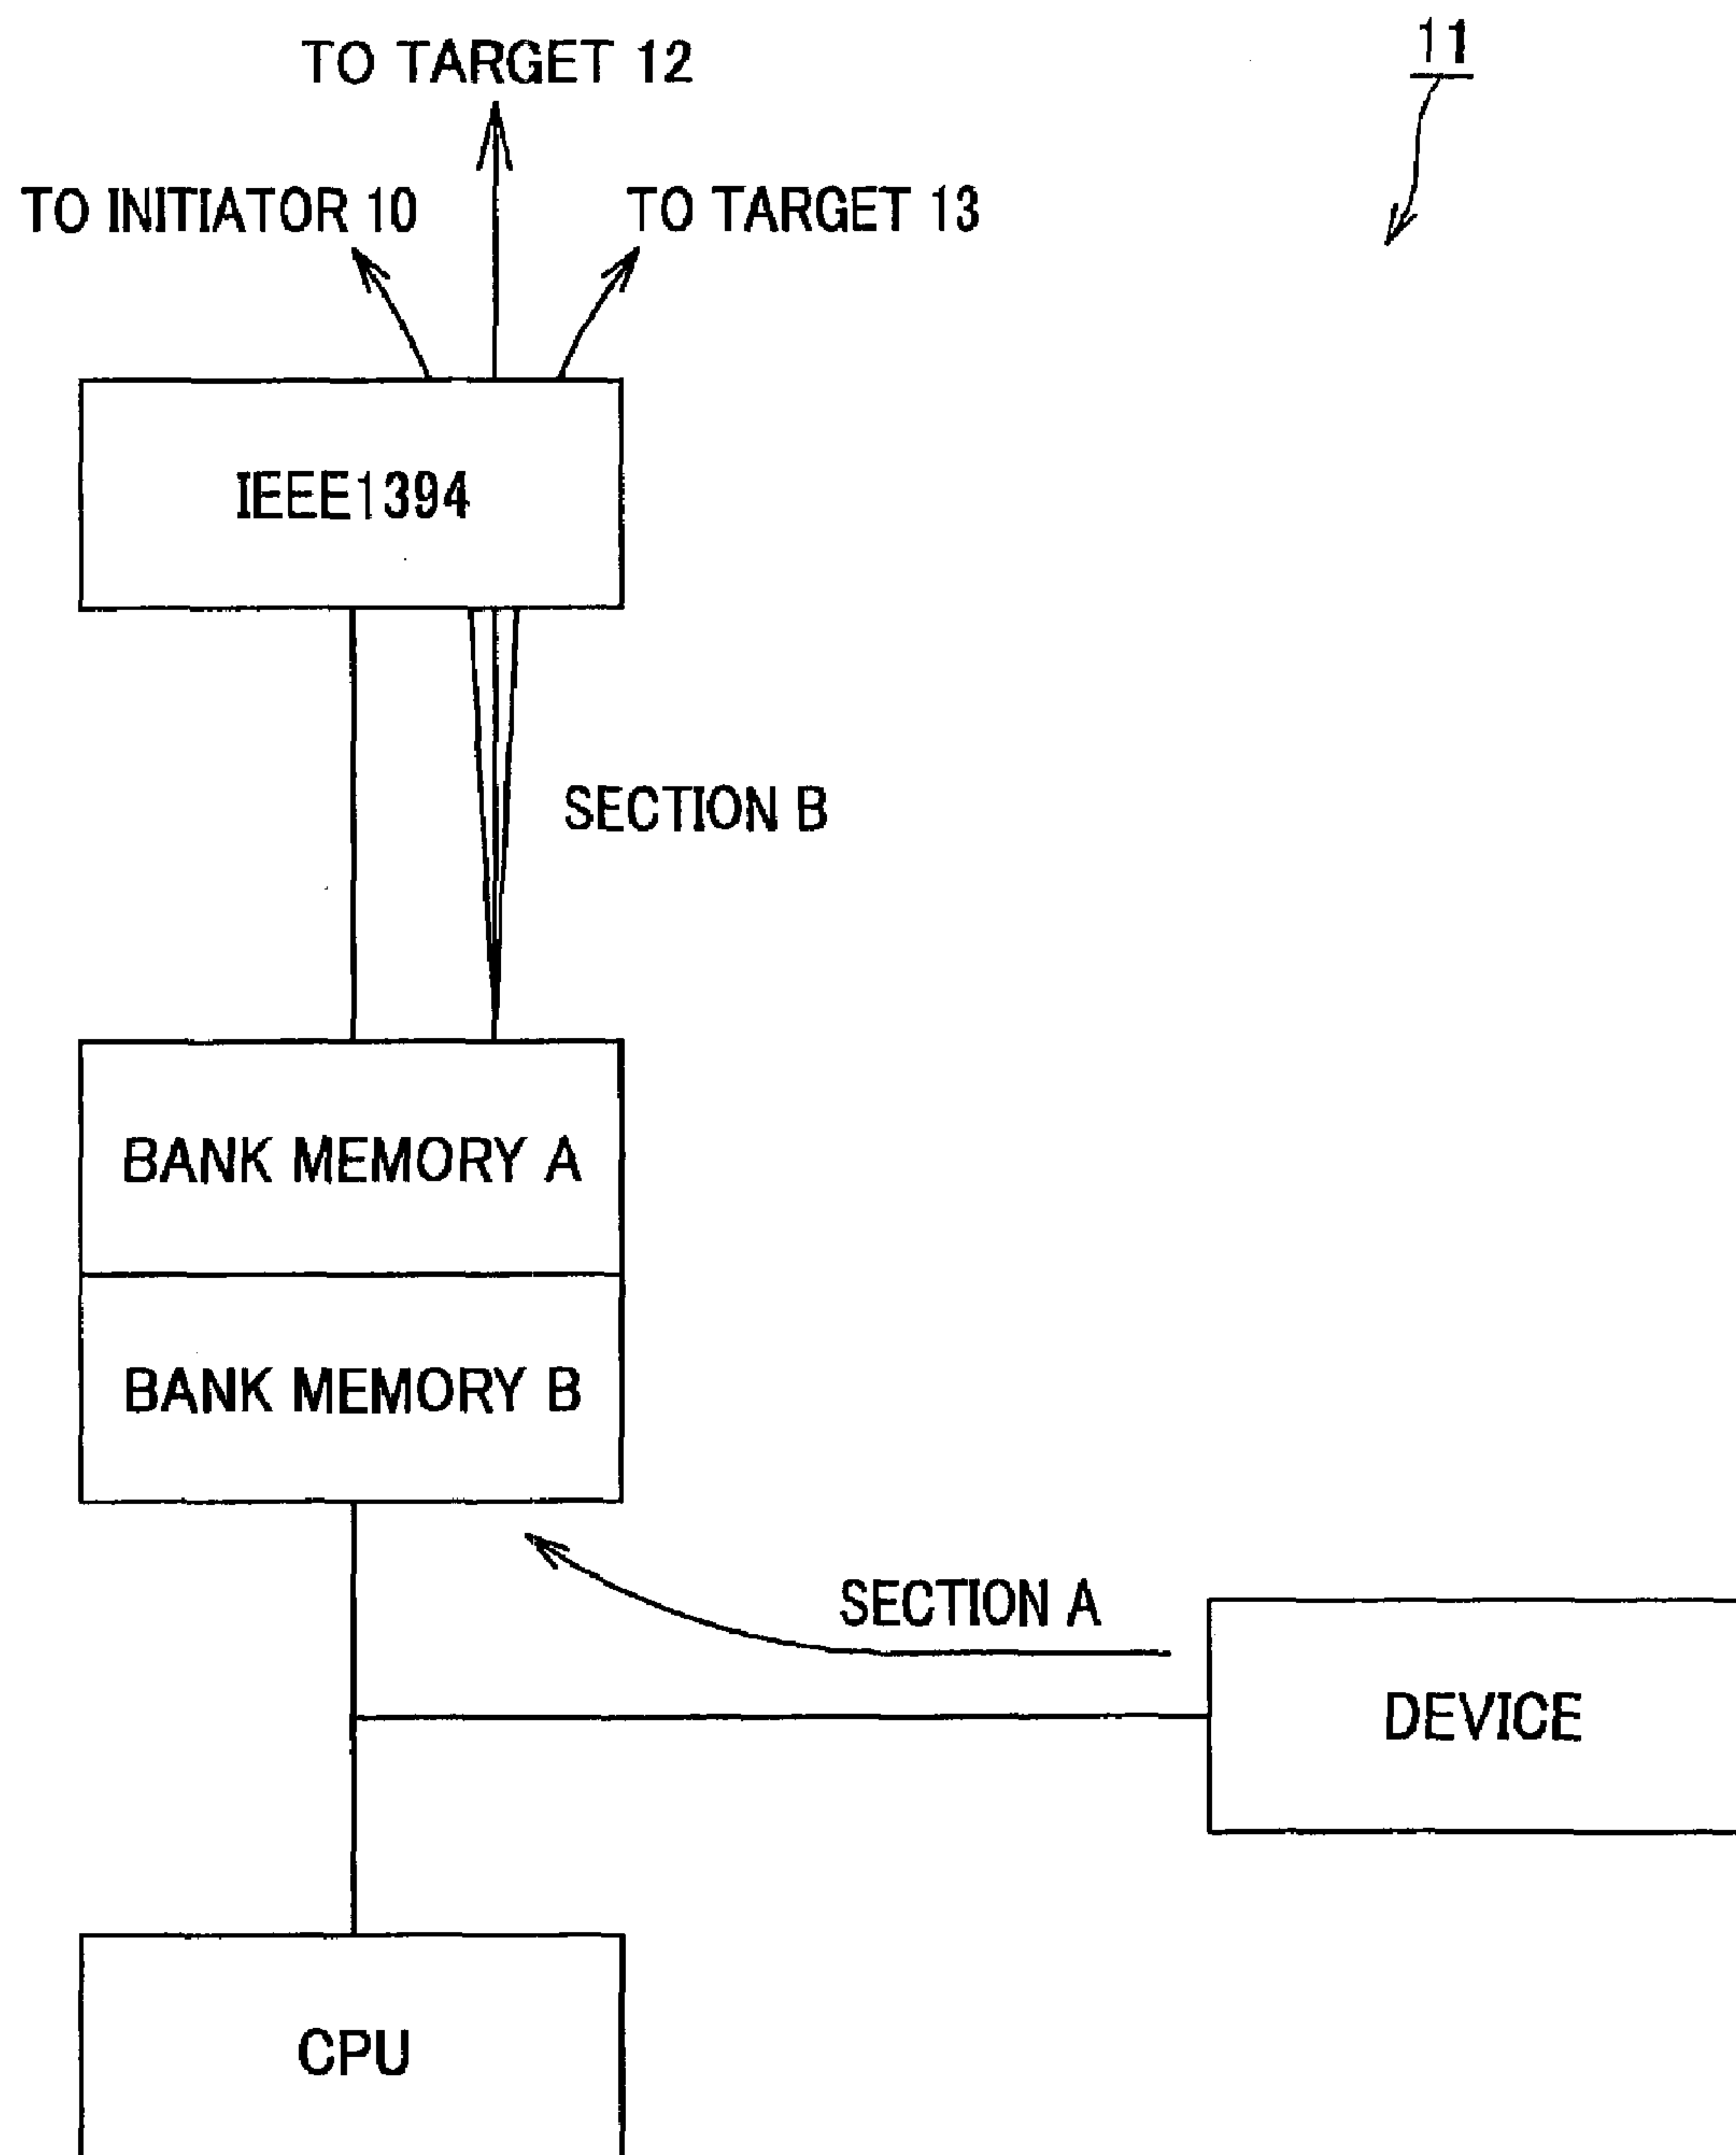 11
TO TARGET 12
TO INITIATOR 10
TO TARGET 13
IEEE1394
SECTION B
BANK MEMORY A
BANK MEMORY B
SECTION A
DEVICE
CPU